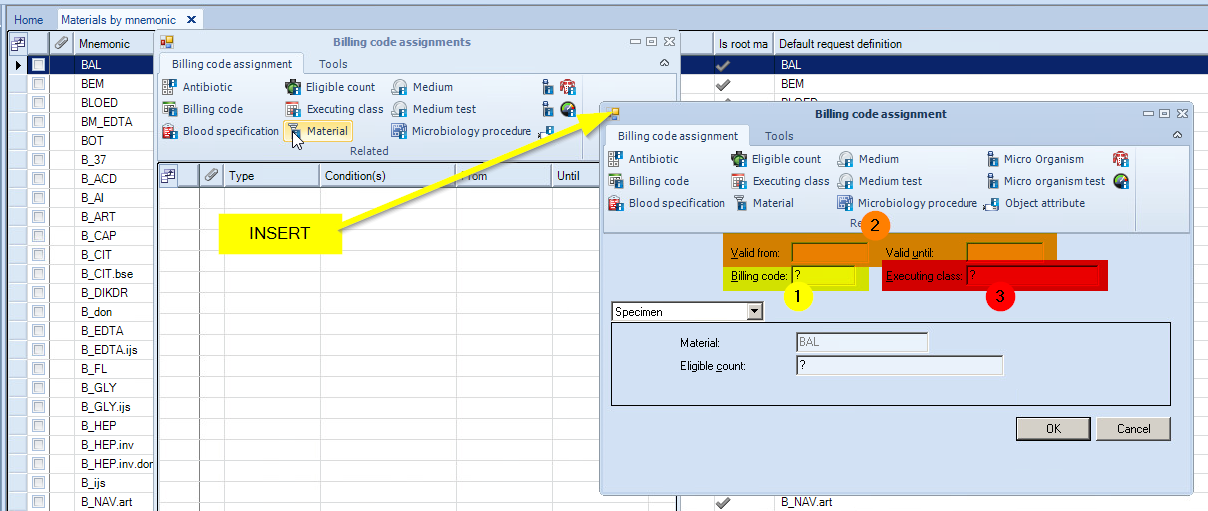 Home Materials by mnemonic
Mnemonic
BAL
BEM
BLOED
BM_EDTA
BOT
B_37
B_ACD
B_AI
B_ART
B_CAP
B_CIT
B_CIT.bse
B_DIKDR
B_don
B_EDTA
B_EDTA.ijs
B_FL
B_GLY
B_GLY.ijs
B_HEP
B_HEP.inv
B_HEP.inv.don
B_ijs
B_NAV.art
Billing code assignments
Billing code assignment Tools
Antibiotic Eligible count Medium
Billing code Executing class Medium test
Blood specification Material Microbiology procedure
Related
Type Condition(s) From Until
INSERT
Is root ma Default request definition
BAL
BEM
Billing code assignment
Billing code assignment Tools
Antibiotic Eligible count Medium Micro Organism
Billing code Executing class Medium test Micro organism test
Blood specification Material Microbiology procedure Object attribute
2
Valid from: Valid until:
Billing code: ? Executing class: ?
1 3
Specimen
Material: BAL
Eligible count: ?
OK Cancel
B_NAV.art